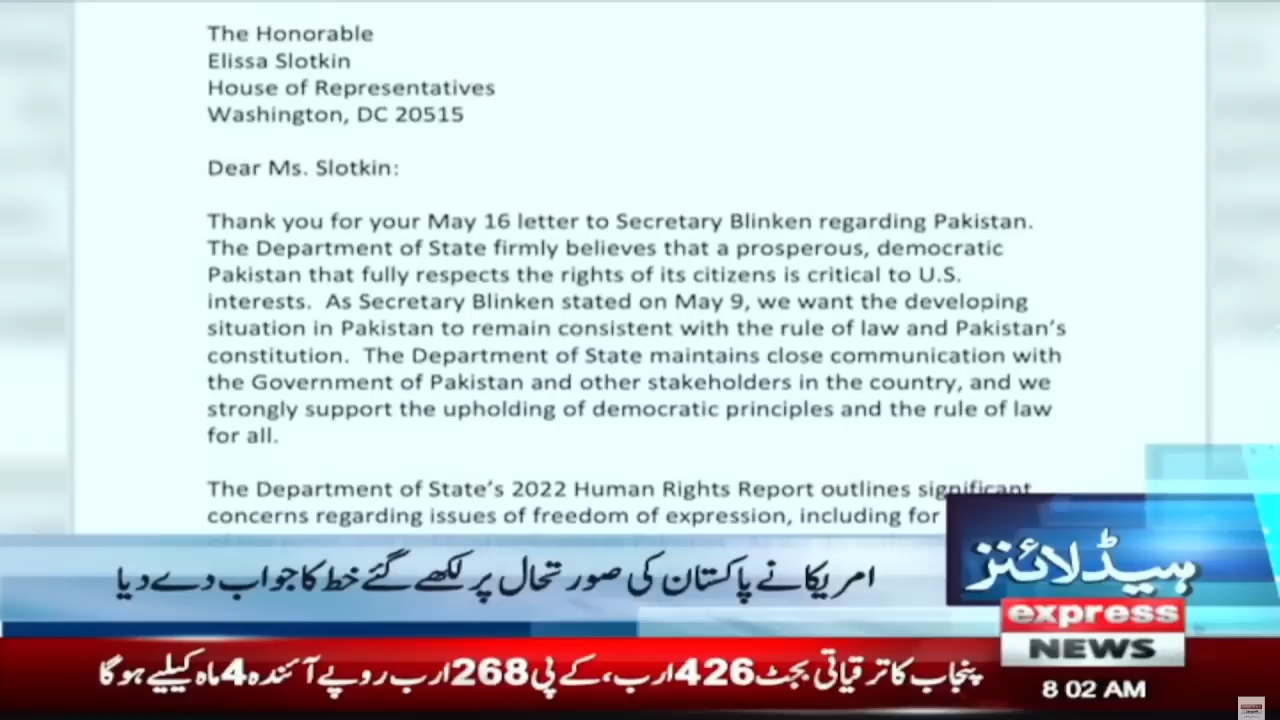 The Honorable
Elissa Slotkin
House of Representatives
Washington, DC 20515
Dear Ms. Slotkin:
Thank you for your May 16 letter to Secretary Blinken regarding Pakistan.
The Department of State firmly believes that a prosperous, democratic
Pakistan that fully respects the rights of its citizens is critical to U.S.
interests. As Secretary Blinken stated on May 9, we want the developing
situation in Pakistan to remain consistent with the rule of law and Pakistan's
constitution. The Department of State maintains close communication with
the Government of Pakistan and other stakeholders in the country, and we
strongly support the upholding of democratic principles and the rule of law
for all.
The Department of State's 2022 Human Rights Report outlines significant
concerns regarding issues of freedom of expression, including for
امریکا نے پاکستان کی صورتحال پر لکھے گئے خط کا جواب دے دیا
ہیڈلائنز
express
NEWS
پنجاب کا ترقیاتی بجٹ 426 ارب، کے پی 268 ارب روپے آئندہ 4 ماہ کیلیے ہوگا
8 02 AM